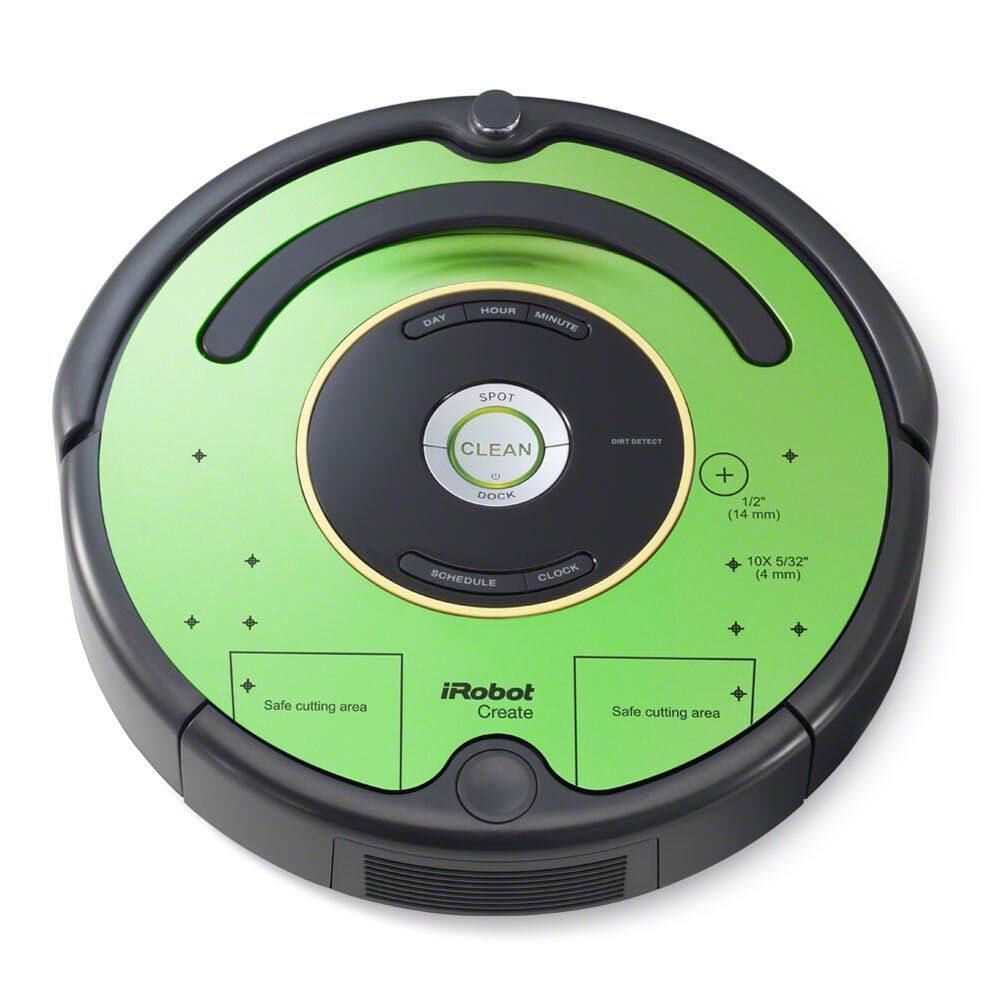 DAY
HOUR
MINUTE
SPOT
CLEAN
DOCK
DIRT DETECT
1/2"
(14 mm)
10X 5/32"
(4 mm)
SCHEDULE
CLOCK
Safe cutting area
iRobot
Create
Safe cutting area